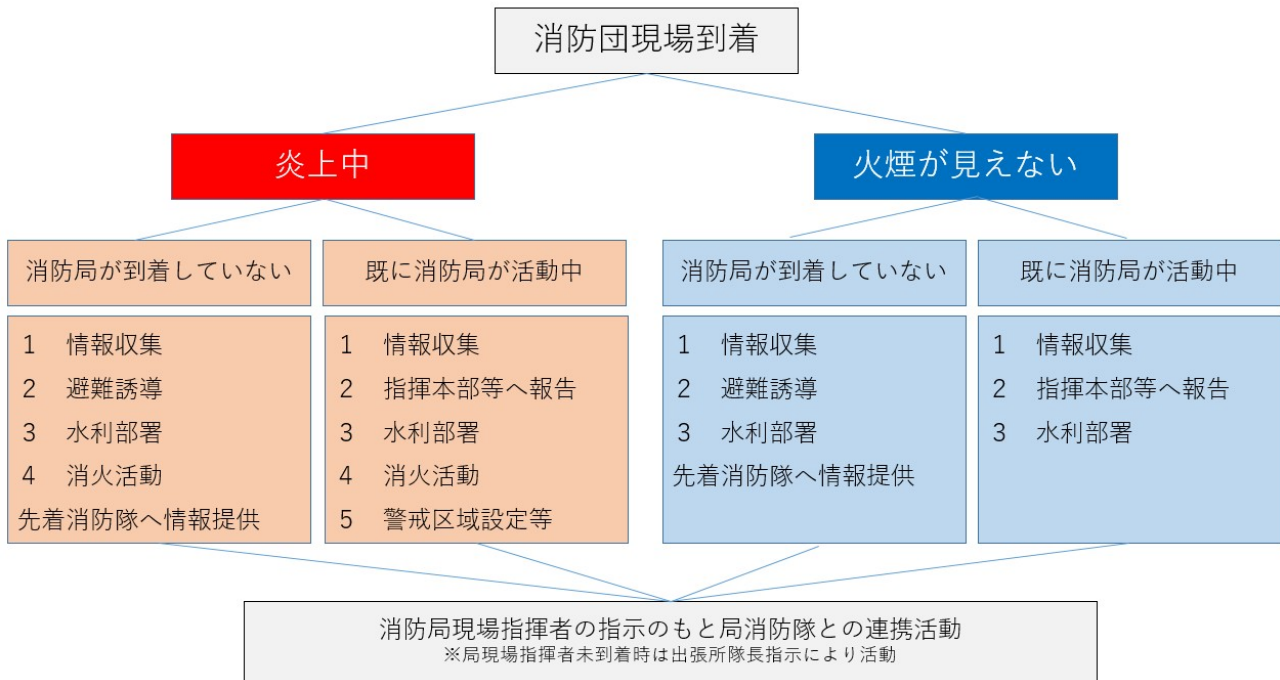 消防団現場到着
炎上中
火煙が見えない
消防局が到着していない
既に消防局が活動中
消防局が到着していない
既に消防局が活動中
1 情報収集
2 避難誘導
3 水利部署
4 消火活動
先着消防隊へ情報提供
1 情報収集
2 指揮本部等へ報告
3 水利部署
4 消火活動
5 警戒区域設定等
1 情報収集
2 避難誘導
3 水利部署
先着消防隊へ情報提供
1 情報収集
2 指揮本部等へ報告
3 水利部署
消防局現場指揮者の指示のもと局消防隊との連携活動
※局現場指揮者未到着時は出張所隊長指示により活動